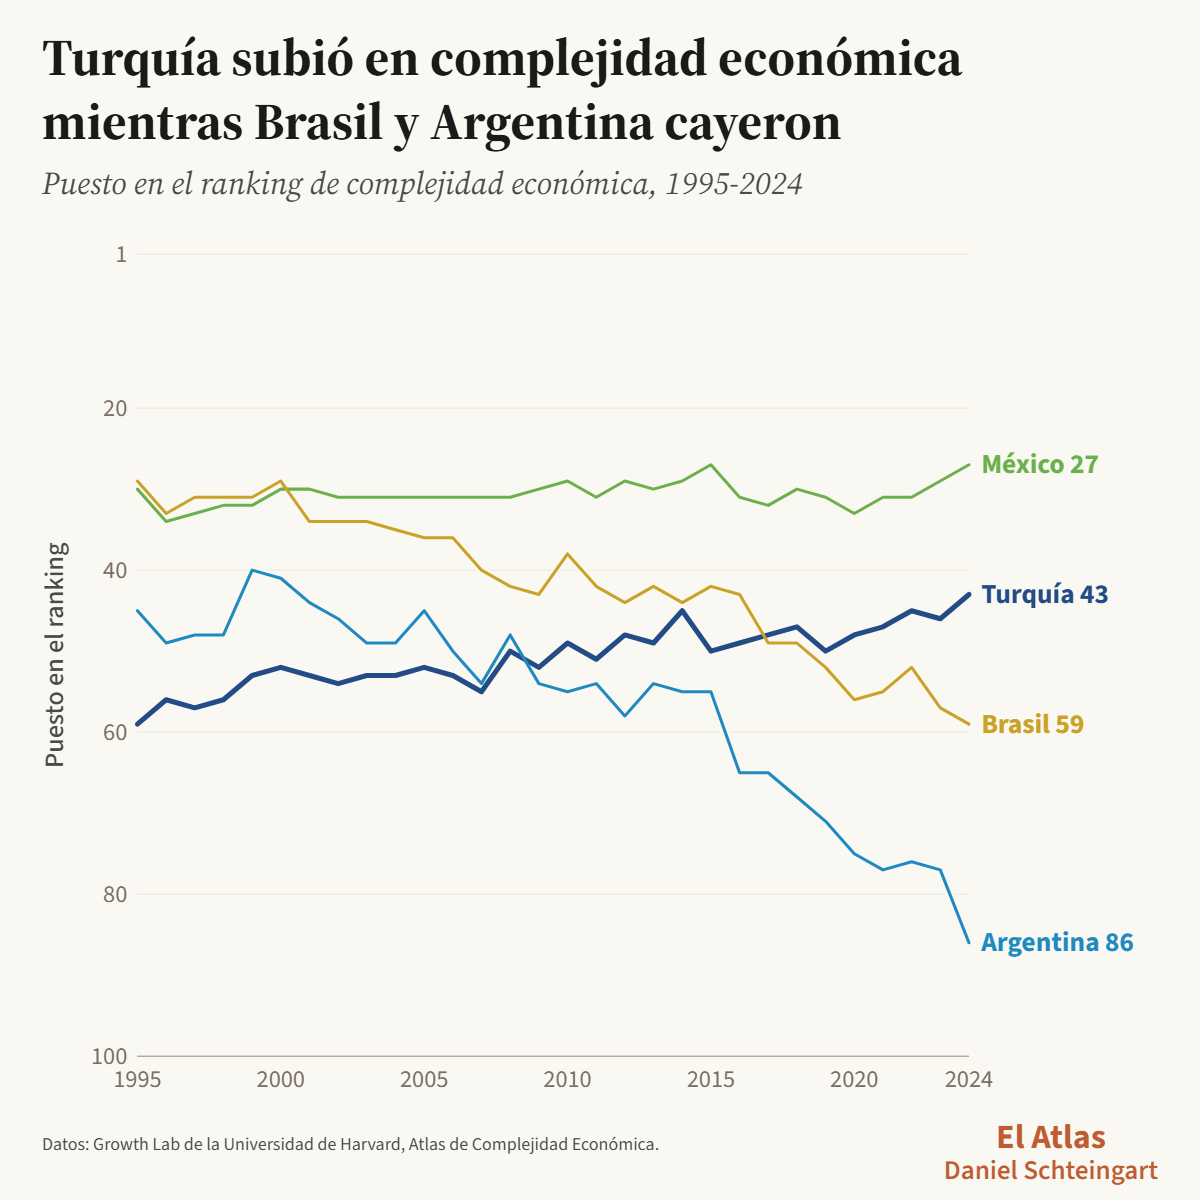 Turquía subió en complejidad económica
mientras Brasil y Argentina cayeron
Puesto en el ranking de complejidad económica, 1995-2024
Puesto en el ranking
1
20
40
60
80
100
México 27
Turquía 43
Brasil 59
Argentina 86
1995 2000 2005 2010 2015 2020 2024
Datos: Growth Lab de la Universidad de Harvard, Atlas de Complejidad Económica.
El Atlas
Daniel Schteingart